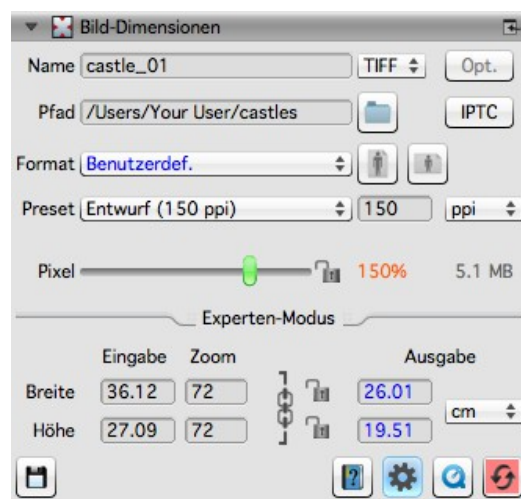 Bild-Dimensionen
Name castle_01 TIFF Opt.
Pfad /Users/Your User/castles IPTC
Format Benutzerdef.
Preset Entwurf (150 ppi) 150 ppi
Pixel 150% 5.1 MB
Experten-Modus
Eingabe Zoom Ausgabe
Breite 36.12 72 26.01
cm
Höhe 27.09 72 19.51